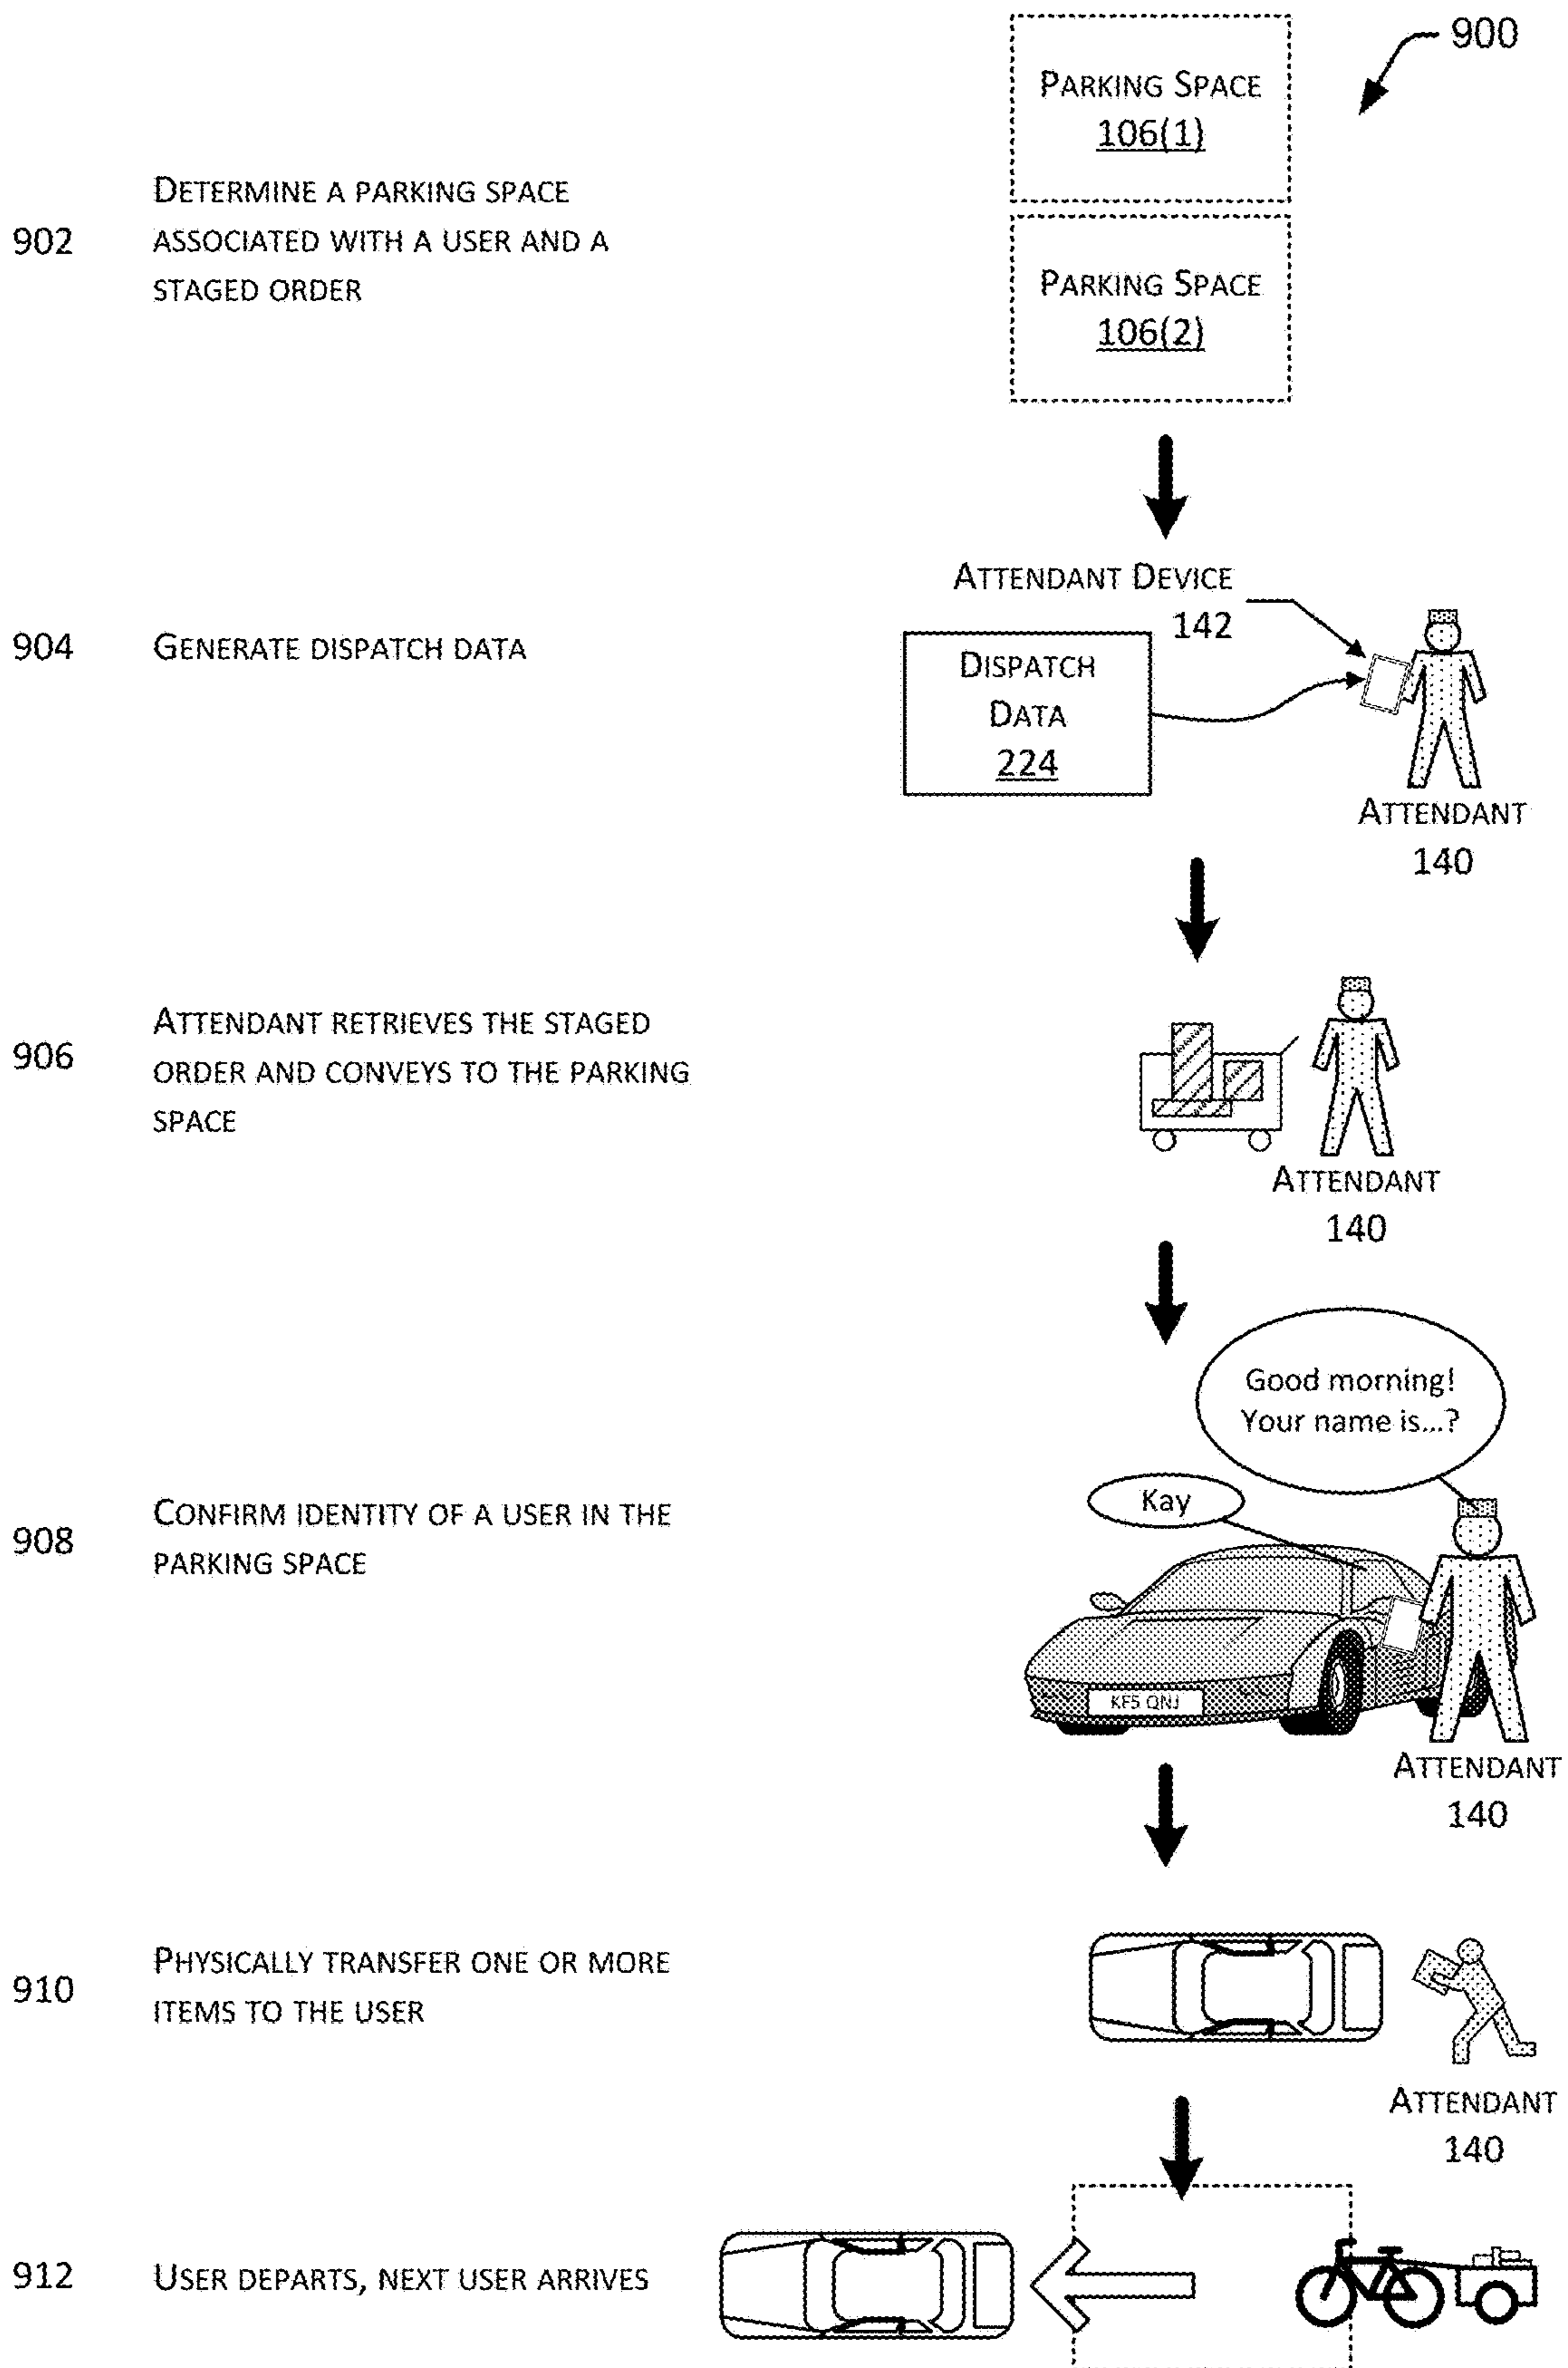 900
PARKING SPACE
106(1)
902
DETERMINE A PARKING SPACE
ASSOCIATED WITH A USER AND A
STAGED ORDER
PARKING SPACE
106(2)
904
GENERATE DISPATCH DATA
ATTENDANT DEVICE
142
DISPATCH
DATA
224
ATTENDANT
140
906
ATTENDANT RETRIEVES THE STAGED
ORDER AND CONVEYS TO THE PARKING
SPACE
ATTENDANT
140
908
CONFIRM IDENTITY OF A USER IN THE
PARKING SPACE
Good morning!
Your name is...?
Kay
KF5 QNJ
ATTENDANT
140
910
PHYSICALLY TRANSFER ONE OR MORE
ITEMS TO THE USER
ATTENDANT
140
912
USER DEPARTS, NEXT USER ARRIVES